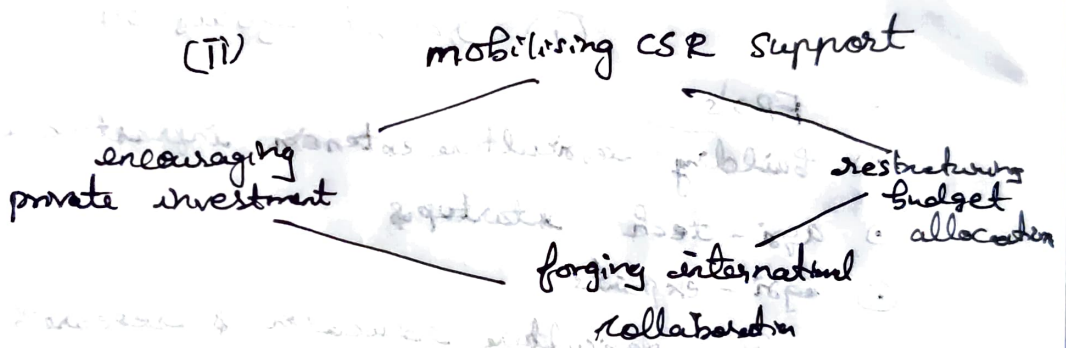 (II) mobilising CSR support
encouraging
private investment
restructuring
budget
allocation
forging international
collaboration